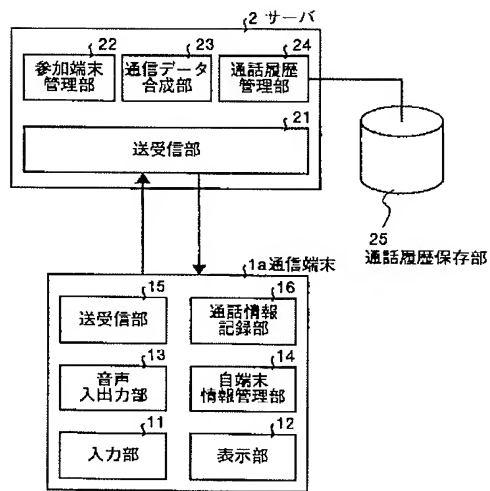 2 サーバ
22
23
24
参加端末
管理部
通信データ
合成部
通話履歴
管理部
21
送受信部
25
通話履歴保存部
1a通信端末
15
16
送受信部
通話情報
記録部
13
14
音声
入出力部
自端末
情報管理部
11
12
入力部
表示部